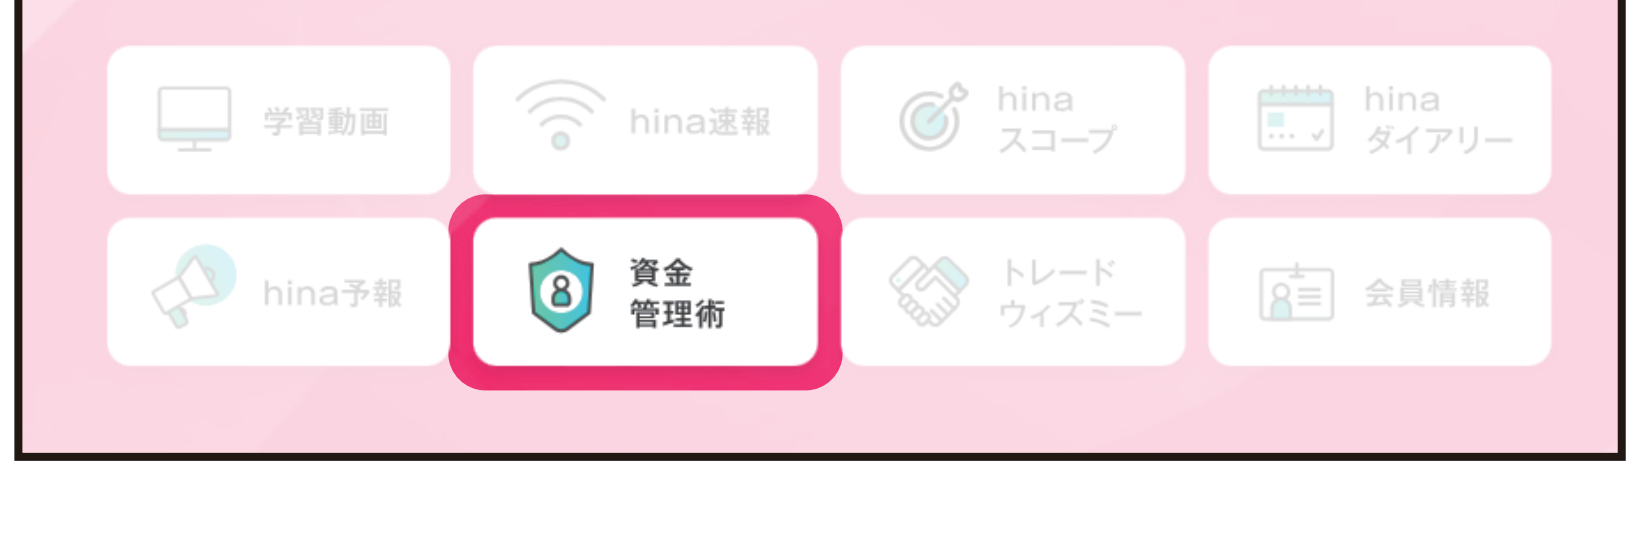 学習動画
hina速報
hina
スコープ
hina
ダイアリー
hina予報
資金
管理術
トレード
ウィズミー
会員情報